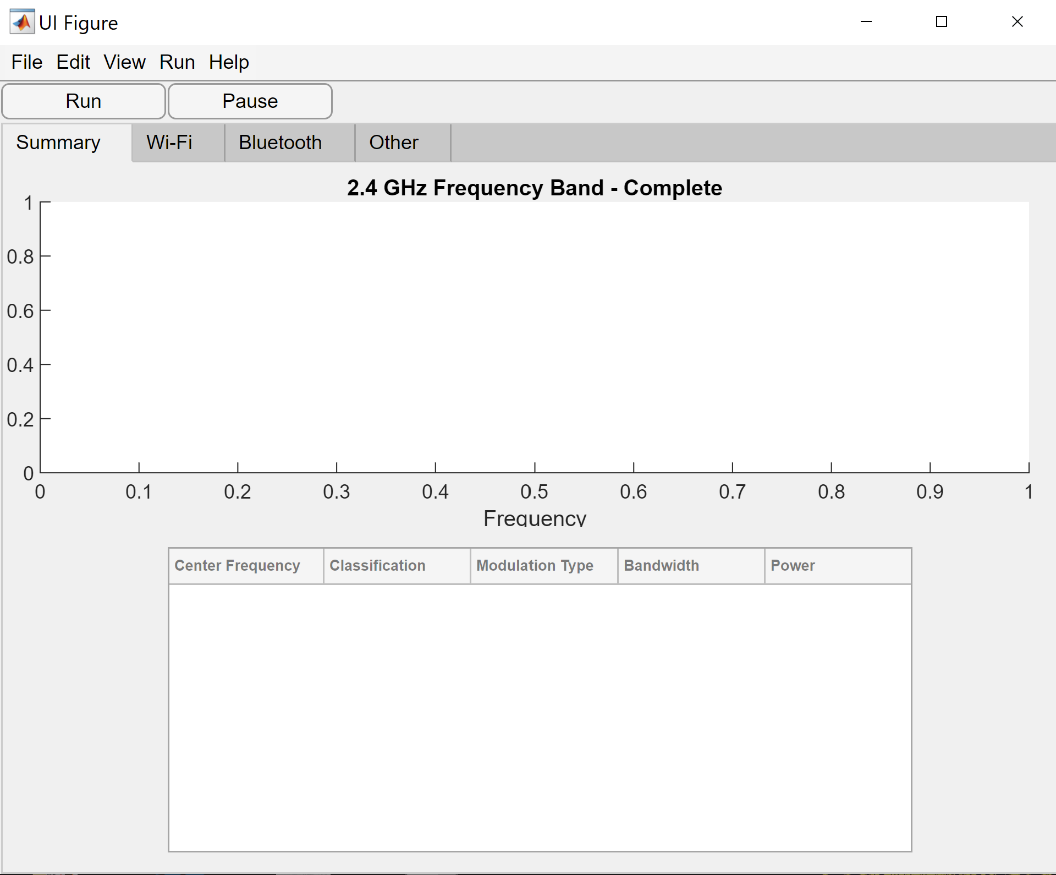 UI Figure
File Edit View Run Help
Run Pause
Summary Wi-Fi Bluetooth Other
2.4 GHz Frequency Band - Complete
1
0.8
0.6
0.4
0.2
0
0 0.1 0.2 0.3 0.4 0.5 0.6 0.7 0.8 0.9 1
Frequency
Center Frequency Classification Modulation Type Bandwidth Power